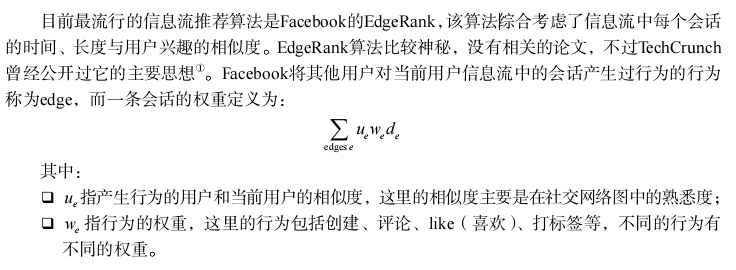 目前最流行的信息流推荐算法是Facebook的EdgeRank，该算法综合考虑了信息流中每个会话
的时间、长度与用户兴趣的相似度。EdgeRank算法比较神秘，没有相关的论文，不过TechCrunch
曾经公开过它的主要思想①。Facebook将其他用户对当前用户信息流中的会话产生过行为的行为
称为edge，而一条会话的权重定义为：
∑ u_e w_e d_e
edges e
其中：
❑ u_e 指产生行为的用户和当前用户的相似度，这里的相似度主要是在社交网络图中的熟悉度；
❑ w_e 指行为的权重，这里的行为包括创建、评论、like（喜欢）、打标签等，不同的行为有
不同的权重。